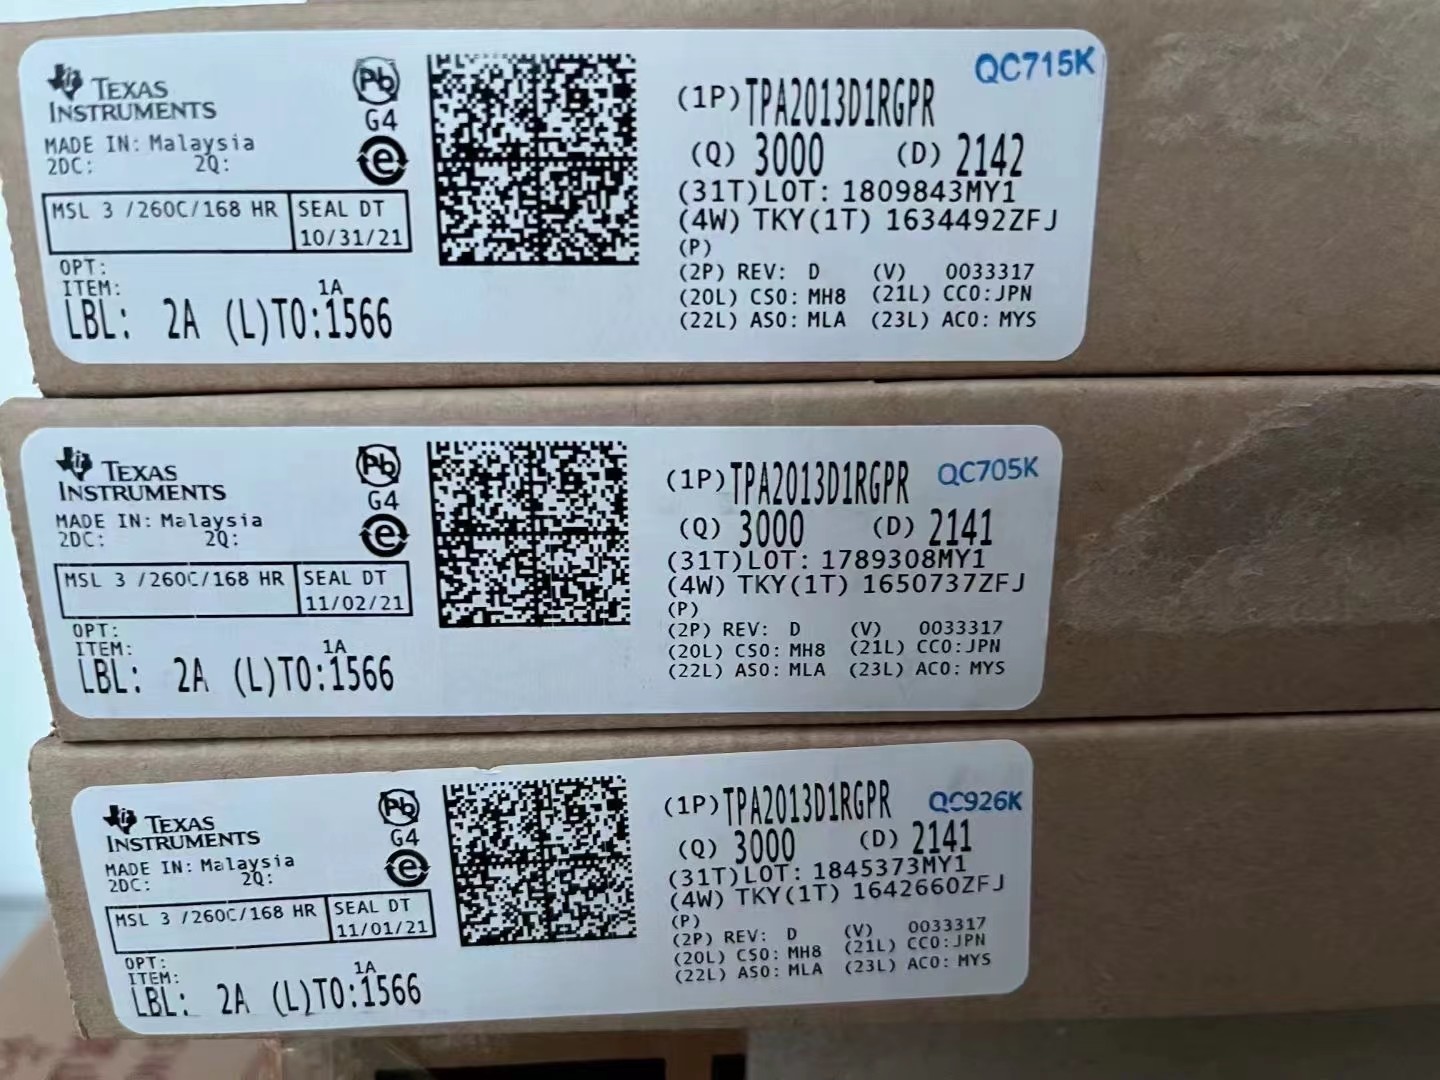 TEXAS
INSTRUMENTS
MADE IN: Malaysia
2DC: 2Q:
MSL 3 /260C/168 HR
SEAL DT
10/31/21
OPT:
ITEM: 1A
LBL: 2A (L)T0:1566
Pb
G4
e
QC715K
(1P)TPA2013D1RGPR
(Q) 3000 (D) 2142
(31T)LOT: 1809843MY1
(4W) TKY(1T) 1634492ZFJ
(P)
(2P) REV: D (V) 0033317
(20L) CSO: MH8 (21L) CCO:JPN
(22L) ASO: MLA (23L) ACO: MYS
TEXAS
INSTRUMENTS
MADE IN: Malaysia
2DC: 2Q:
MSL 3 /260C/168 HR
SEAL DT
11/02/21
OPT:
ITEM: 1A
LBL: 2A (L)T0:1566
Pb
G4
e
(1P)TPA2013D1RGPR QC705K
(Q) 3000 (D) 2141
(31T)LOT: 1789308MY1
(4W) TKY(1T) 1650737ZFJ
(P)
(2P) REV: D (V) 0033317
(20L) CSO: MH8 (21L) CCO:JPN
(22L) ASO: MLA (23L) ACO: MYS
TEXAS
INSTRUMENTS
MADE IN: Malaysia
2DC: 2Q:
MSL 3 /260C/168 HR
SEAL DT
11/01/21
OPT:
ITEM: 1A
LBL: 2A (L)T0:1566
Pb
G4
e
(1P)TPA2013D1RGPR QC926K
(Q) 3000 (D) 2141
(31T)LOT: 1845373MY1
(4W) TKY(1T) 1642660ZFJ
(P)
(2P) REV: D (V) 0033317
(20L) CSO: MH8 (21L) CCO:JPN
(22L) ASO: MLA (23L) ACO: MYS